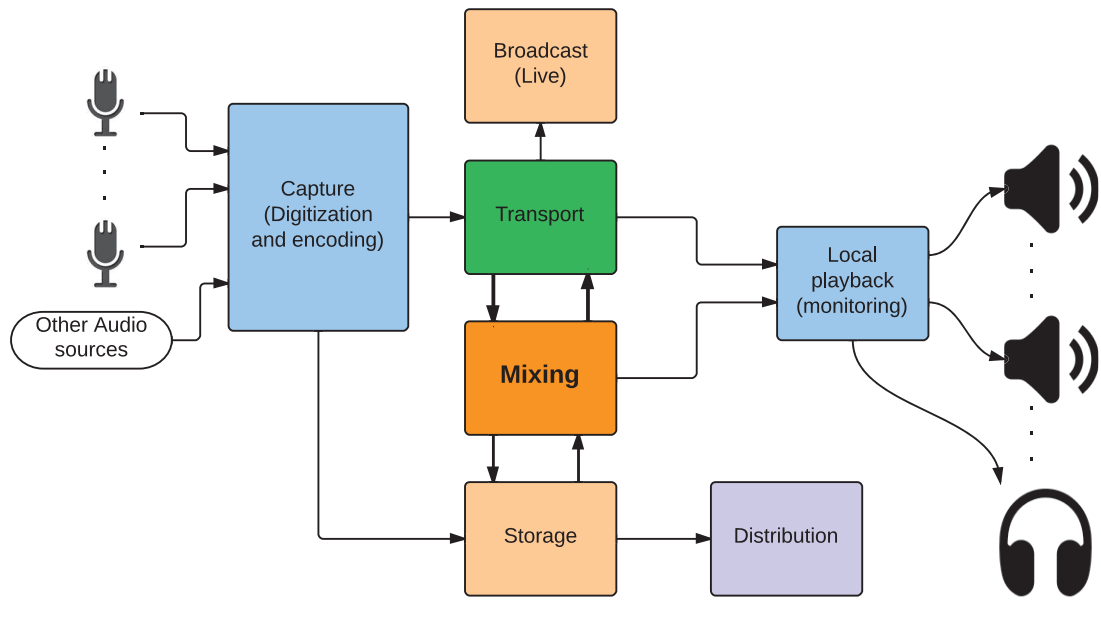 Broadcast
(Live)
Capture
(Digitization
and encoding)
Transport
Local
playback
(monitoring)
Other Audio
sources
Mixing
Storage
Distribution